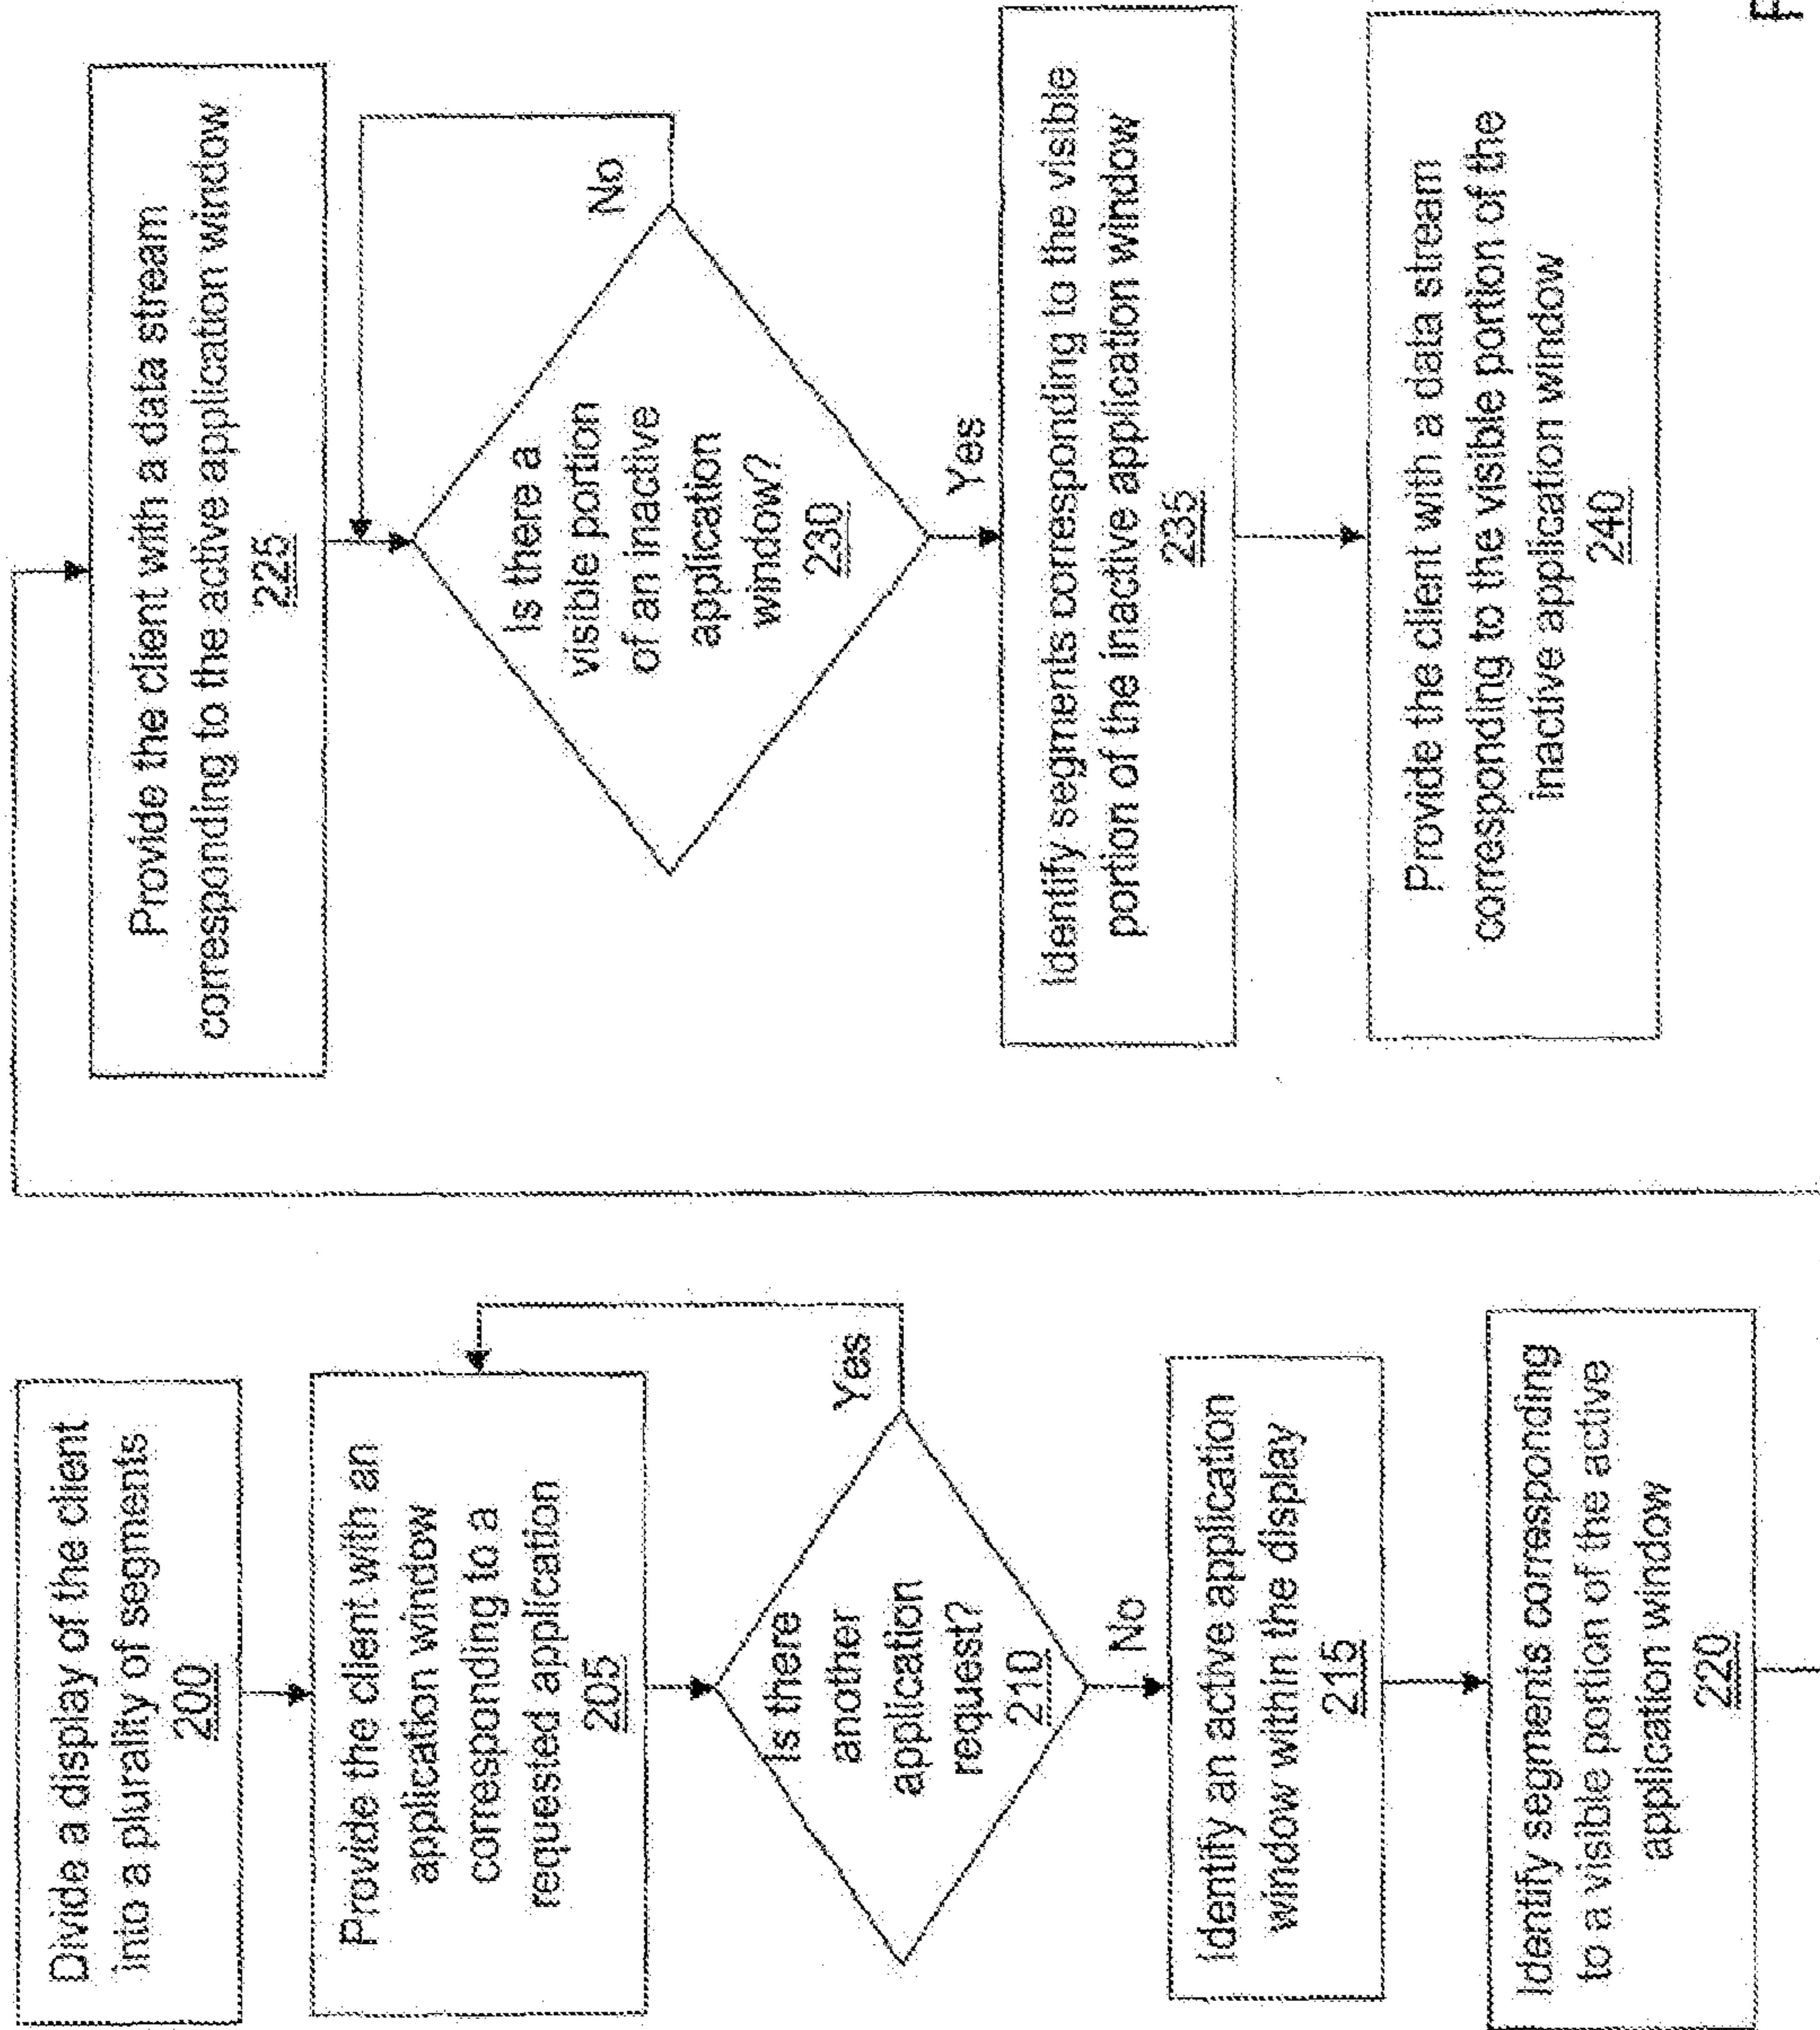 Divide a display of the client
into a plurality of segments
200
Provide the client with an
application window
corresponding to a
requested application
205
Is there
another
application
request?
210
Yes
No
Identify an active application
window within the display
215
Identify segments corresponding
to a visible portion of the active
application window
220
Provide the client with a data stream
corresponding to the active application window
225
Is there a
visible portion
of an inactive
application
window?
230
No
Yes
Identify segments corresponding to the visible
portion of the inactive application window
235
Provide the client with a data stream
corresponding to the visible portion of the
inactive application window
240